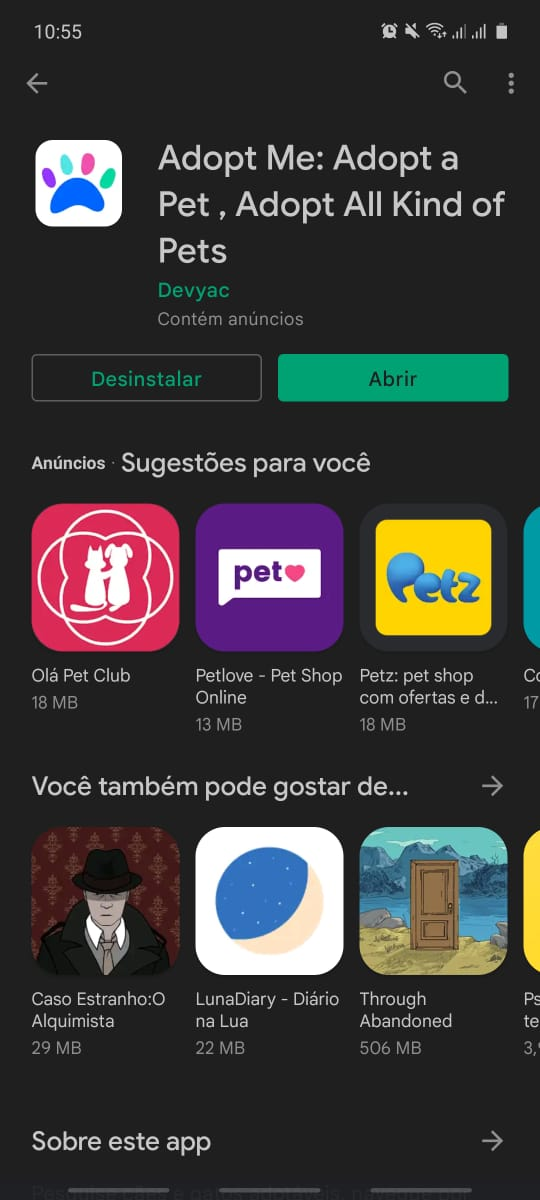 10:55
Adopt Me: Adopt a
Pet , Adopt All Kind of
Pets
Devyac
Contém anúncios
Desinstalar
Abrir
Anúncios · Sugestões para você
pet
Petz
Olá Pet Club
18 MB
Petlove - Pet Shop
Online
13 MB
Petz: pet shop
com ofertas e d...
18 MB
17
Você também pode gostar de...
Caso Estranho:O
Alquimista
29 MB
LunaDiary - Diário
na Lua
22 MB
Through
Abandoned
506 MB
Ps
te
Sobre este app